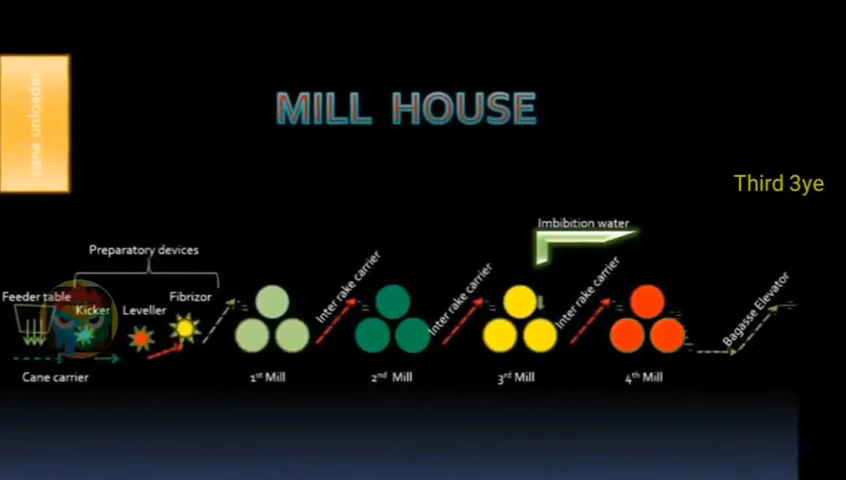 cane unloader
MILL HOUSE
Third 3ye
Imbibition water
Preparatory devices
Feeder table
Kicker
Leveller
Fibrizor
Inter rake carrier
Inter rake carrier
Inter rake carrier
Bagasse Elevator
Cane carrier
1st Mill
2nd Mill
3rd Mill
4th Mill